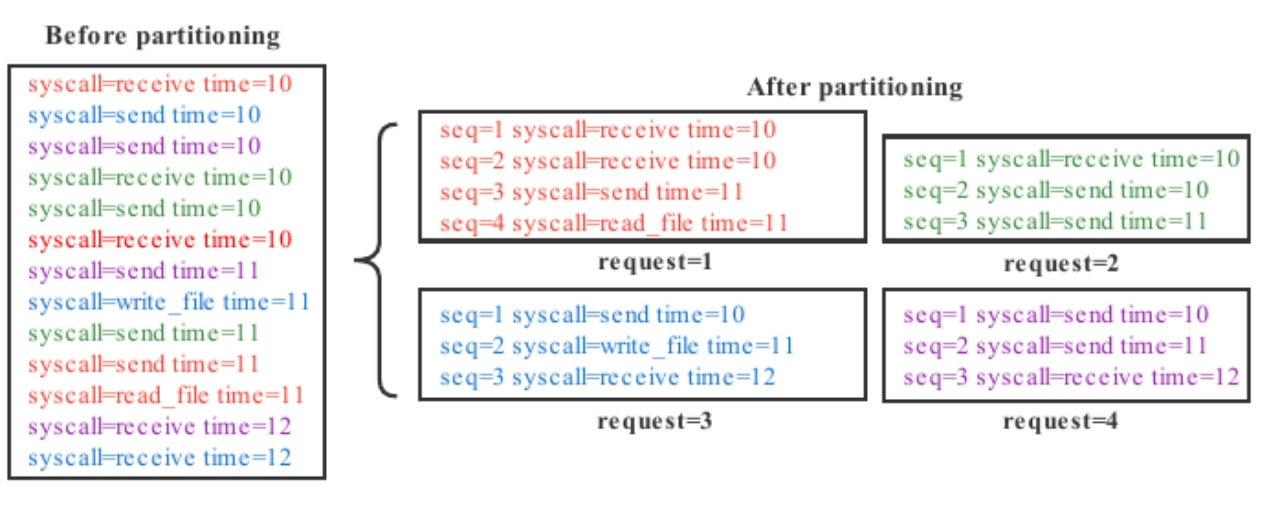 Before partitioning
syscall=receive time=10
syscall=send time=10
syscall=send time=10
syscall=receive time=10
syscall=send time=10
syscall=receive time=10
syscall=send time=11
syscall=write_file time=11
syscall=send time=11
syscall=send time=11
syscall=read_file time=11
syscall=receive time=12
syscall=receive time=12
After partitioning
seq=1 syscall=receive time=10
seq=2 syscall=receive time=10
seq=3 syscall=send time=11
seq=4 syscall=read_file time=11
request=1
seq=1 syscall=receive time=10
seq=2 syscall=send time=10
seq=3 syscall=send time=11
request=2
seq=1 syscall=send time=10
seq=2 syscall=write_file time=11
seq=3 syscall=receive time=12
request=3
seq=1 syscall=send time=10
seq=2 syscall=send time=11
seq=3 syscall=receive time=12
request=4